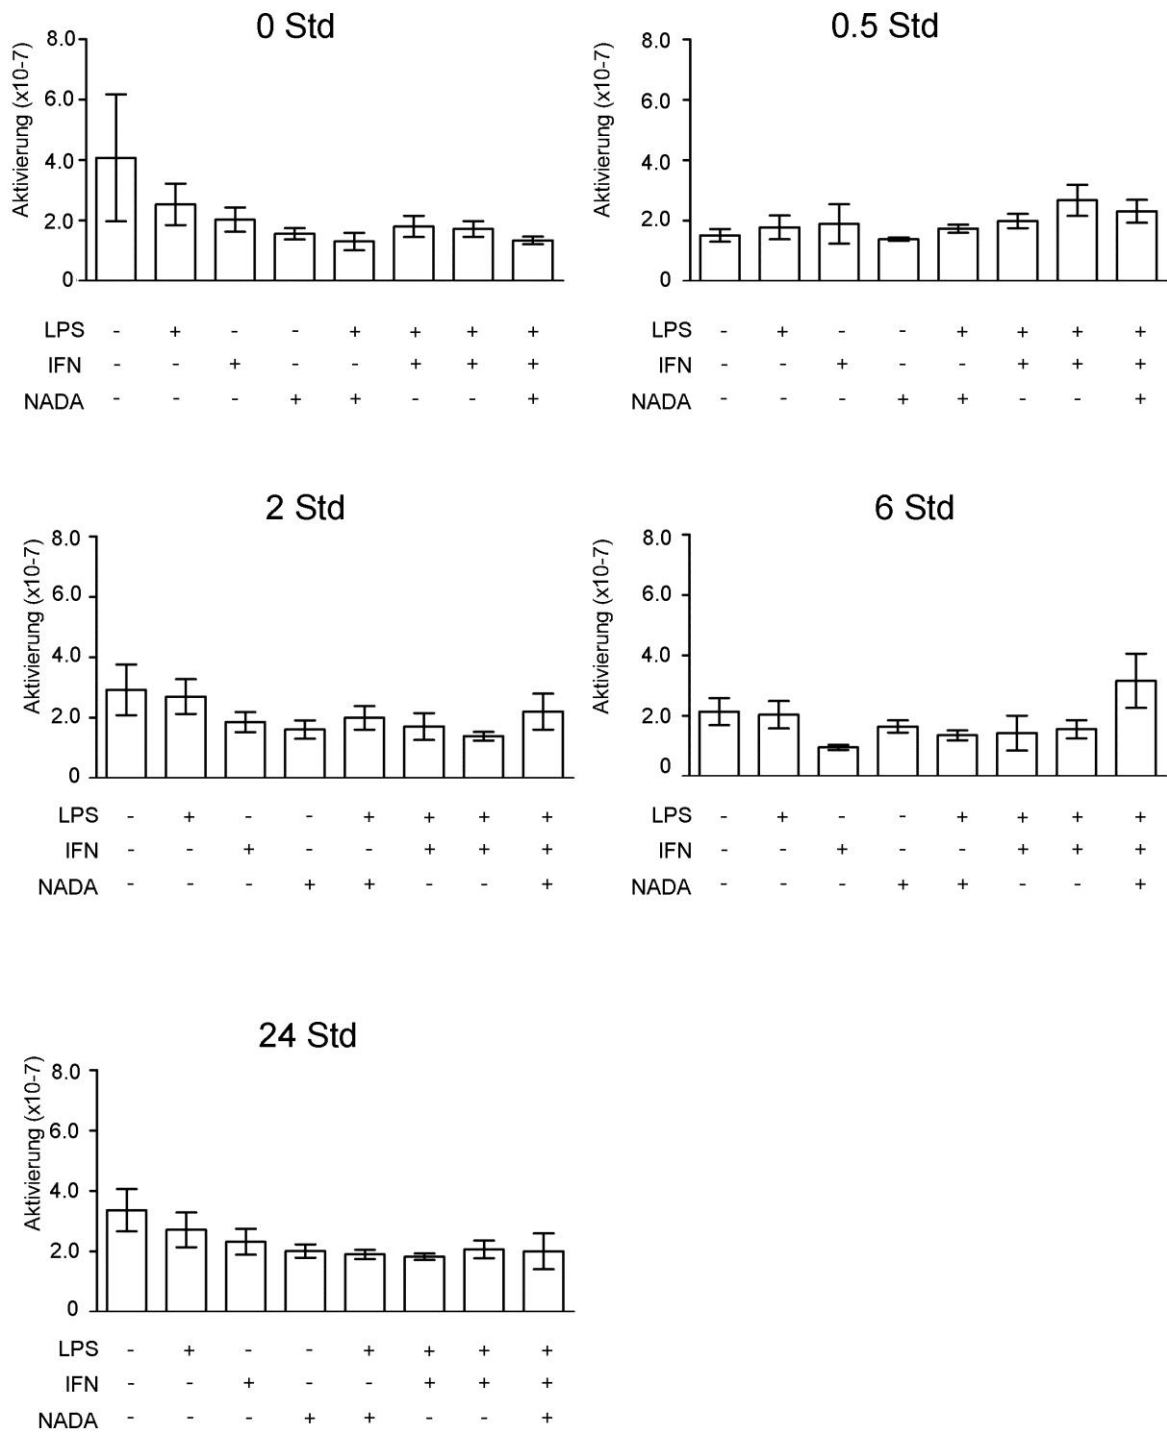 0 Std
Aktivierung (x10-7)
8.0
6.0
4.0
2.0
0
LPS - + - - + + + +
IFN - - + - - + + +
NADA - - - + + - - +
0.5 Std
Aktivierung (x10-7)
8.0
6.0
4.0
2.0
0
LPS - + - - + + + +
IFN - - + - - + + +
NADA - - - + + - - +
2 Std
Aktivierung (x10-7)
8.0
6.0
4.0
2.0
0
LPS - + - - + + + +
IFN - - + - - + + +
NADA - - - + + - - +
6 Std
Aktivierung (x10-7)
8.0
6.0
4.0
2.0
0
LPS - + - - + + + +
IFN - - + - - + + +
NADA - - - + + - - +
24 Std
Aktivierung (x10-7)
8.0
6.0
4.0
2.0
0
LPS - + - - + + + +
IFN - - + - - + + +
NADA - - - + + - - +